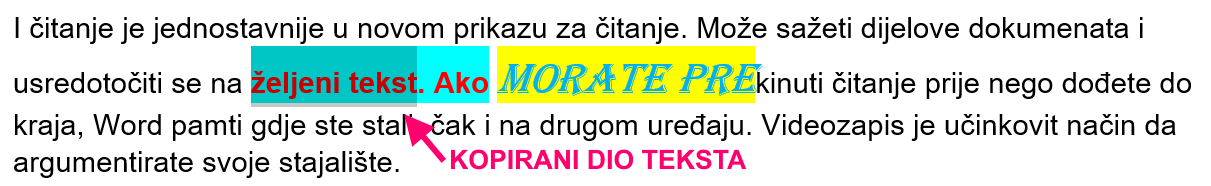 I čitanje je jednostavnije u novom prikazu za čitanje. Može sažeti dijelove dokumenata i
usredotočiti se na željeni tekst. Ako MORATE PREkinuti čitanje prije nego dođete do
kraja, Word pamti gdje ste stali, čak i na drugom uređaju. Videozapis je učinkovit način da
argumentirate svoje stajalište.
KOPIRANI DIO TEKSTA